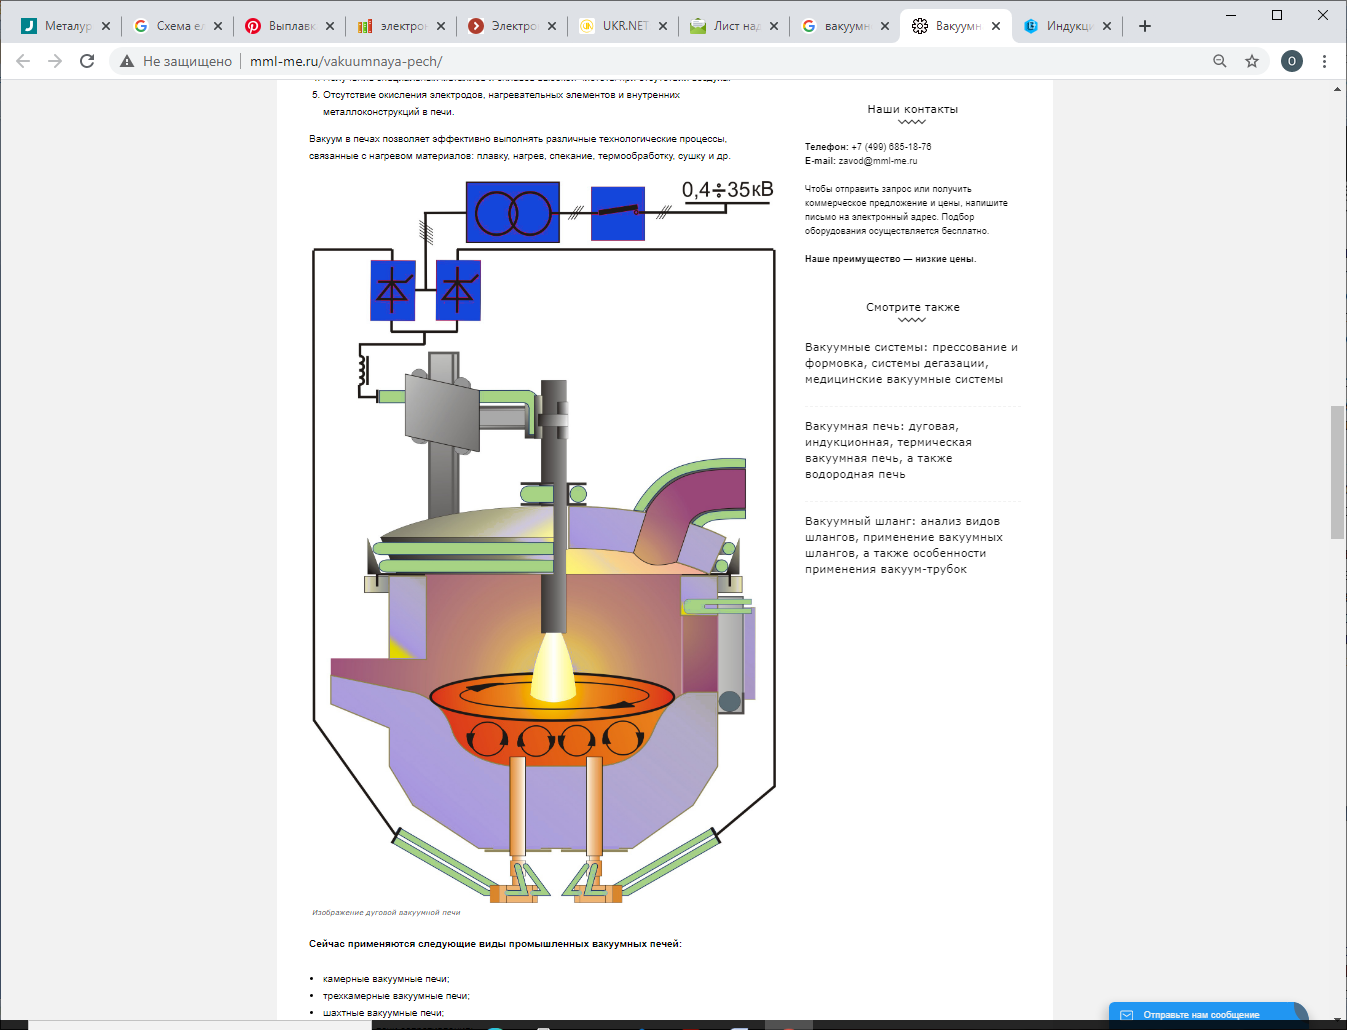 Металур
Схема ел
Выплавк
электрон
Электро
UKR.NET
Лист над
вакуумн
Вакуумн
Индукци
Не защищено
mml-me.ru/vakuumnaya-pech/
O
5. Отсутствие окисления электродов, нагревательных элементов и внутренних
металлоконструкций в печи.
Вакуум в печах позволяет эффективно выполнять различные технологические процессы,
связанные с нагревом материалов: плавку, нагрев, спекание, термообработку, сушку и др.
0,4÷35кВ
Изображение дуговой вакуумной печи
Сейчас применяются следующие виды промышленных вакуумных печей:
• камерные вакуумные печи;
• трехкамерные вакуумные печи;
• шахтные вакуумные печи;
Наши контакты
Телефон: +7 (499) 685-18-76
E-mail: zavod@mml-me.ru
Чтобы отправить запрос или получить
коммерческое предложение и цены, напишите
письмо на электронный адрес. Подбор
оборудования осуществляется бесплатно.
Наше преимущество — низкие цены.
Смотрите также
Вакуумные системы: прессование и
формовка, системы дегазации,
медицинские вакуумные системы
Вакуумная печь: дуговая,
индукционная, термическая
вакуумная печь, а также
водородная печь
Вакуумный шланг: анализ видов
шлангов, применение вакуумных
шлангов, а также особенности
применения вакуум-трубок
Отправьте нам сообщение